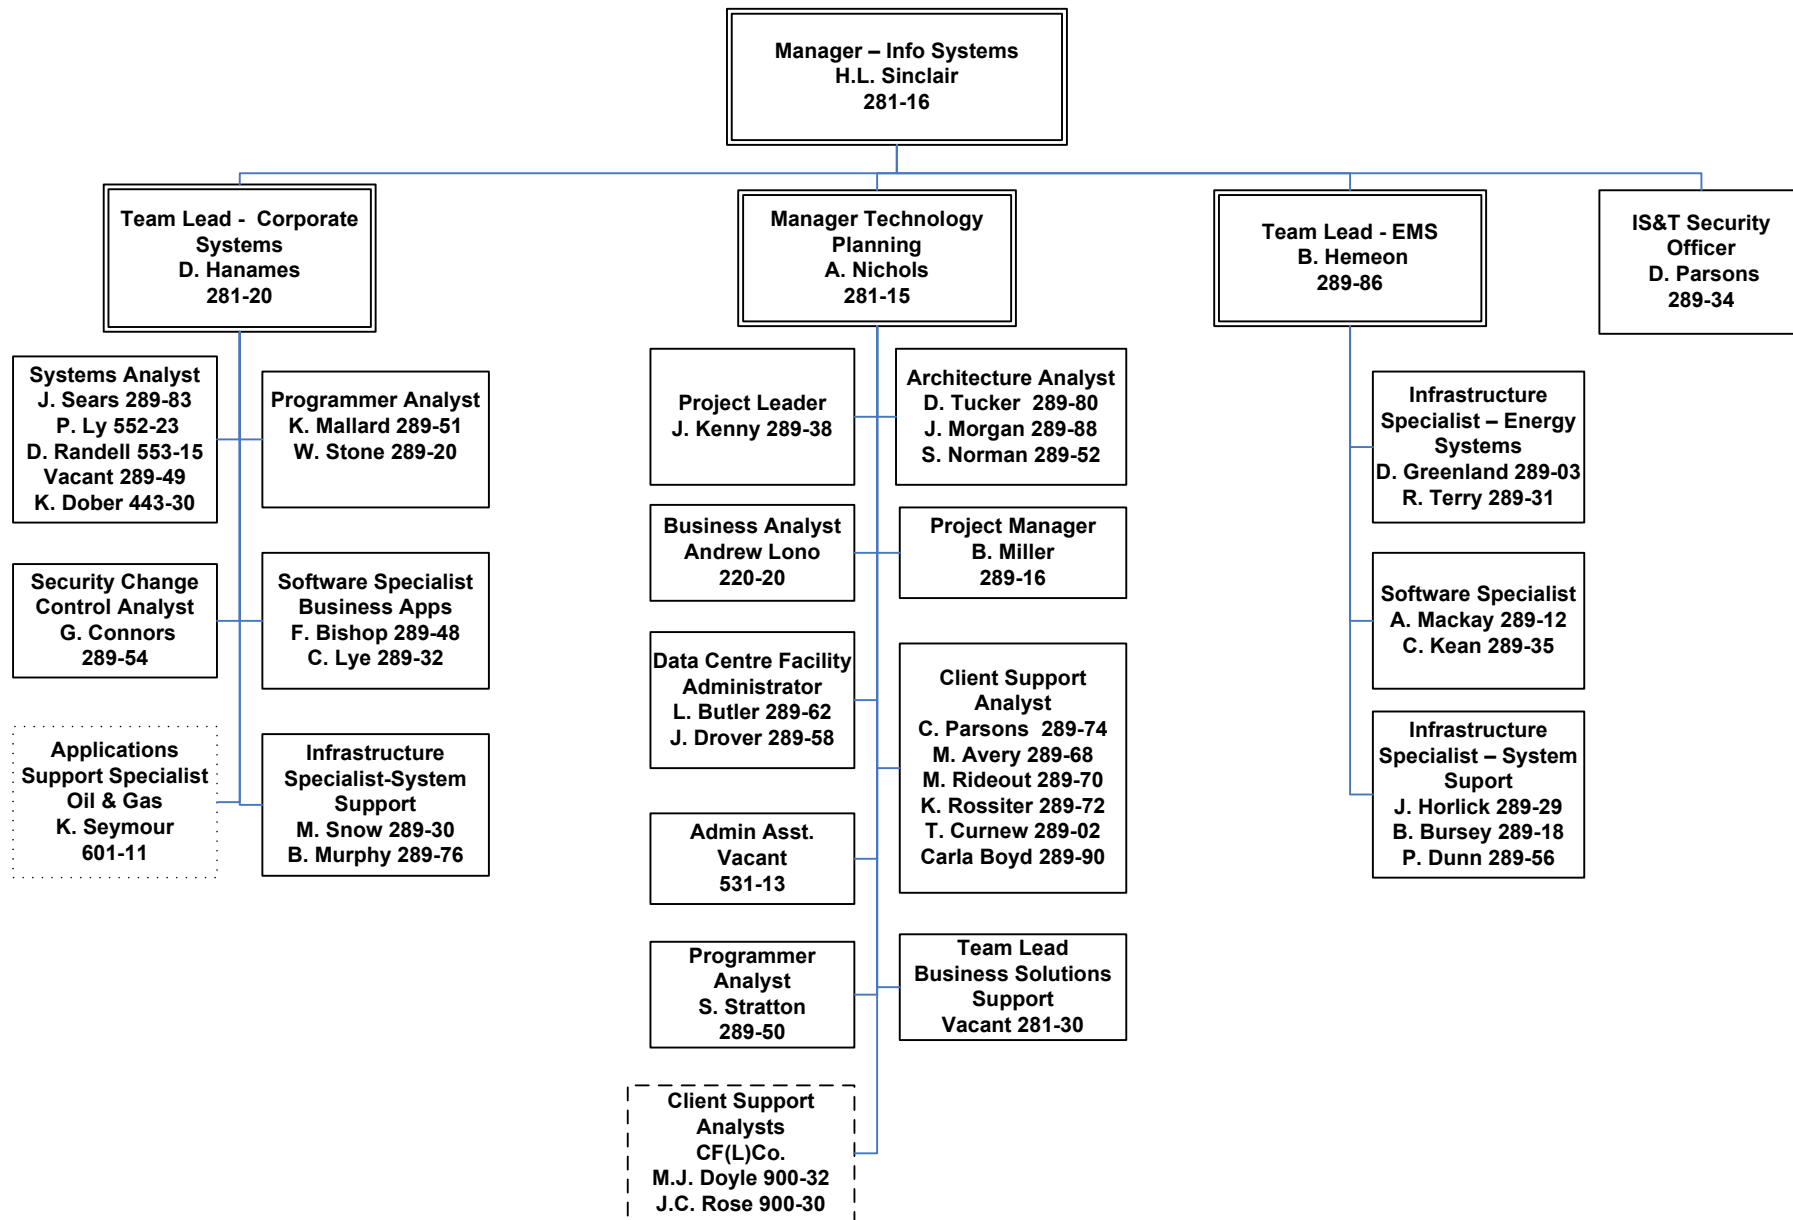 Manager – Info Systems
H.L. Sinclair
281-16
Team Lead -  Corporate
Systems
D. Hanames
281-20
Manager Technology
Planning
A. Nichols
281-15
Team Lead - EMS
B. Hemeon
289-86
IS&T Security
Officer
D. Parsons
289-34
Systems Analyst
J. Sears 289-83
P. Ly 552-23
D. Randell 553-15
Vacant 289-49
K. Dober 443-30
Programmer Analyst
K. Mallard 289-51
W. Stone 289-20
Security Change
Control Analyst
G. Connors
289-54
Software Specialist
Business Apps
F. Bishop 289-48
C. Lye 289-32
Applications
Support Specialist
Oil & Gas
K. Seymour
601-11
Infrastructure
Specialist-System
Support
M. Snow 289-30
B. Murphy 289-76
Project Leader
J. Kenny 289-38
Architecture Analyst
D. Tucker  289-80
J. Morgan 289-88
S. Norman 289-52
Business Analyst
Andrew Lono
220-20
Project Manager
B. Miller
289-16
Data Centre Facility
Administrator
L. Butler 289-62
J. Drover 289-58
Client Support
Analyst
C. Parsons  289-74
M. Avery 289-68
M. Rideout 289-70
K. Rossiter 289-72
T. Curnew 289-02
Carla Boyd 289-90
Admin Asst.
Vacant
531-13
Programmer
Analyst
S. Stratton
289-50
Team Lead
Business Solutions
Support
Vacant 281-30
Client Support
Analysts
CF(L)Co.
M.J. Doyle 900-32
J.C. Rose 900-30
Infrastructure
Specialist – Energy
Systems
D. Greenland 289-03
R. Terry 289-31
Software Specialist
A. Mackay 289-12
C. Kean 289-35
Infrastructure
Specialist – System
Suport
J. Horlick 289-29
B. Bursey 289-18
P. Dunn 289-56